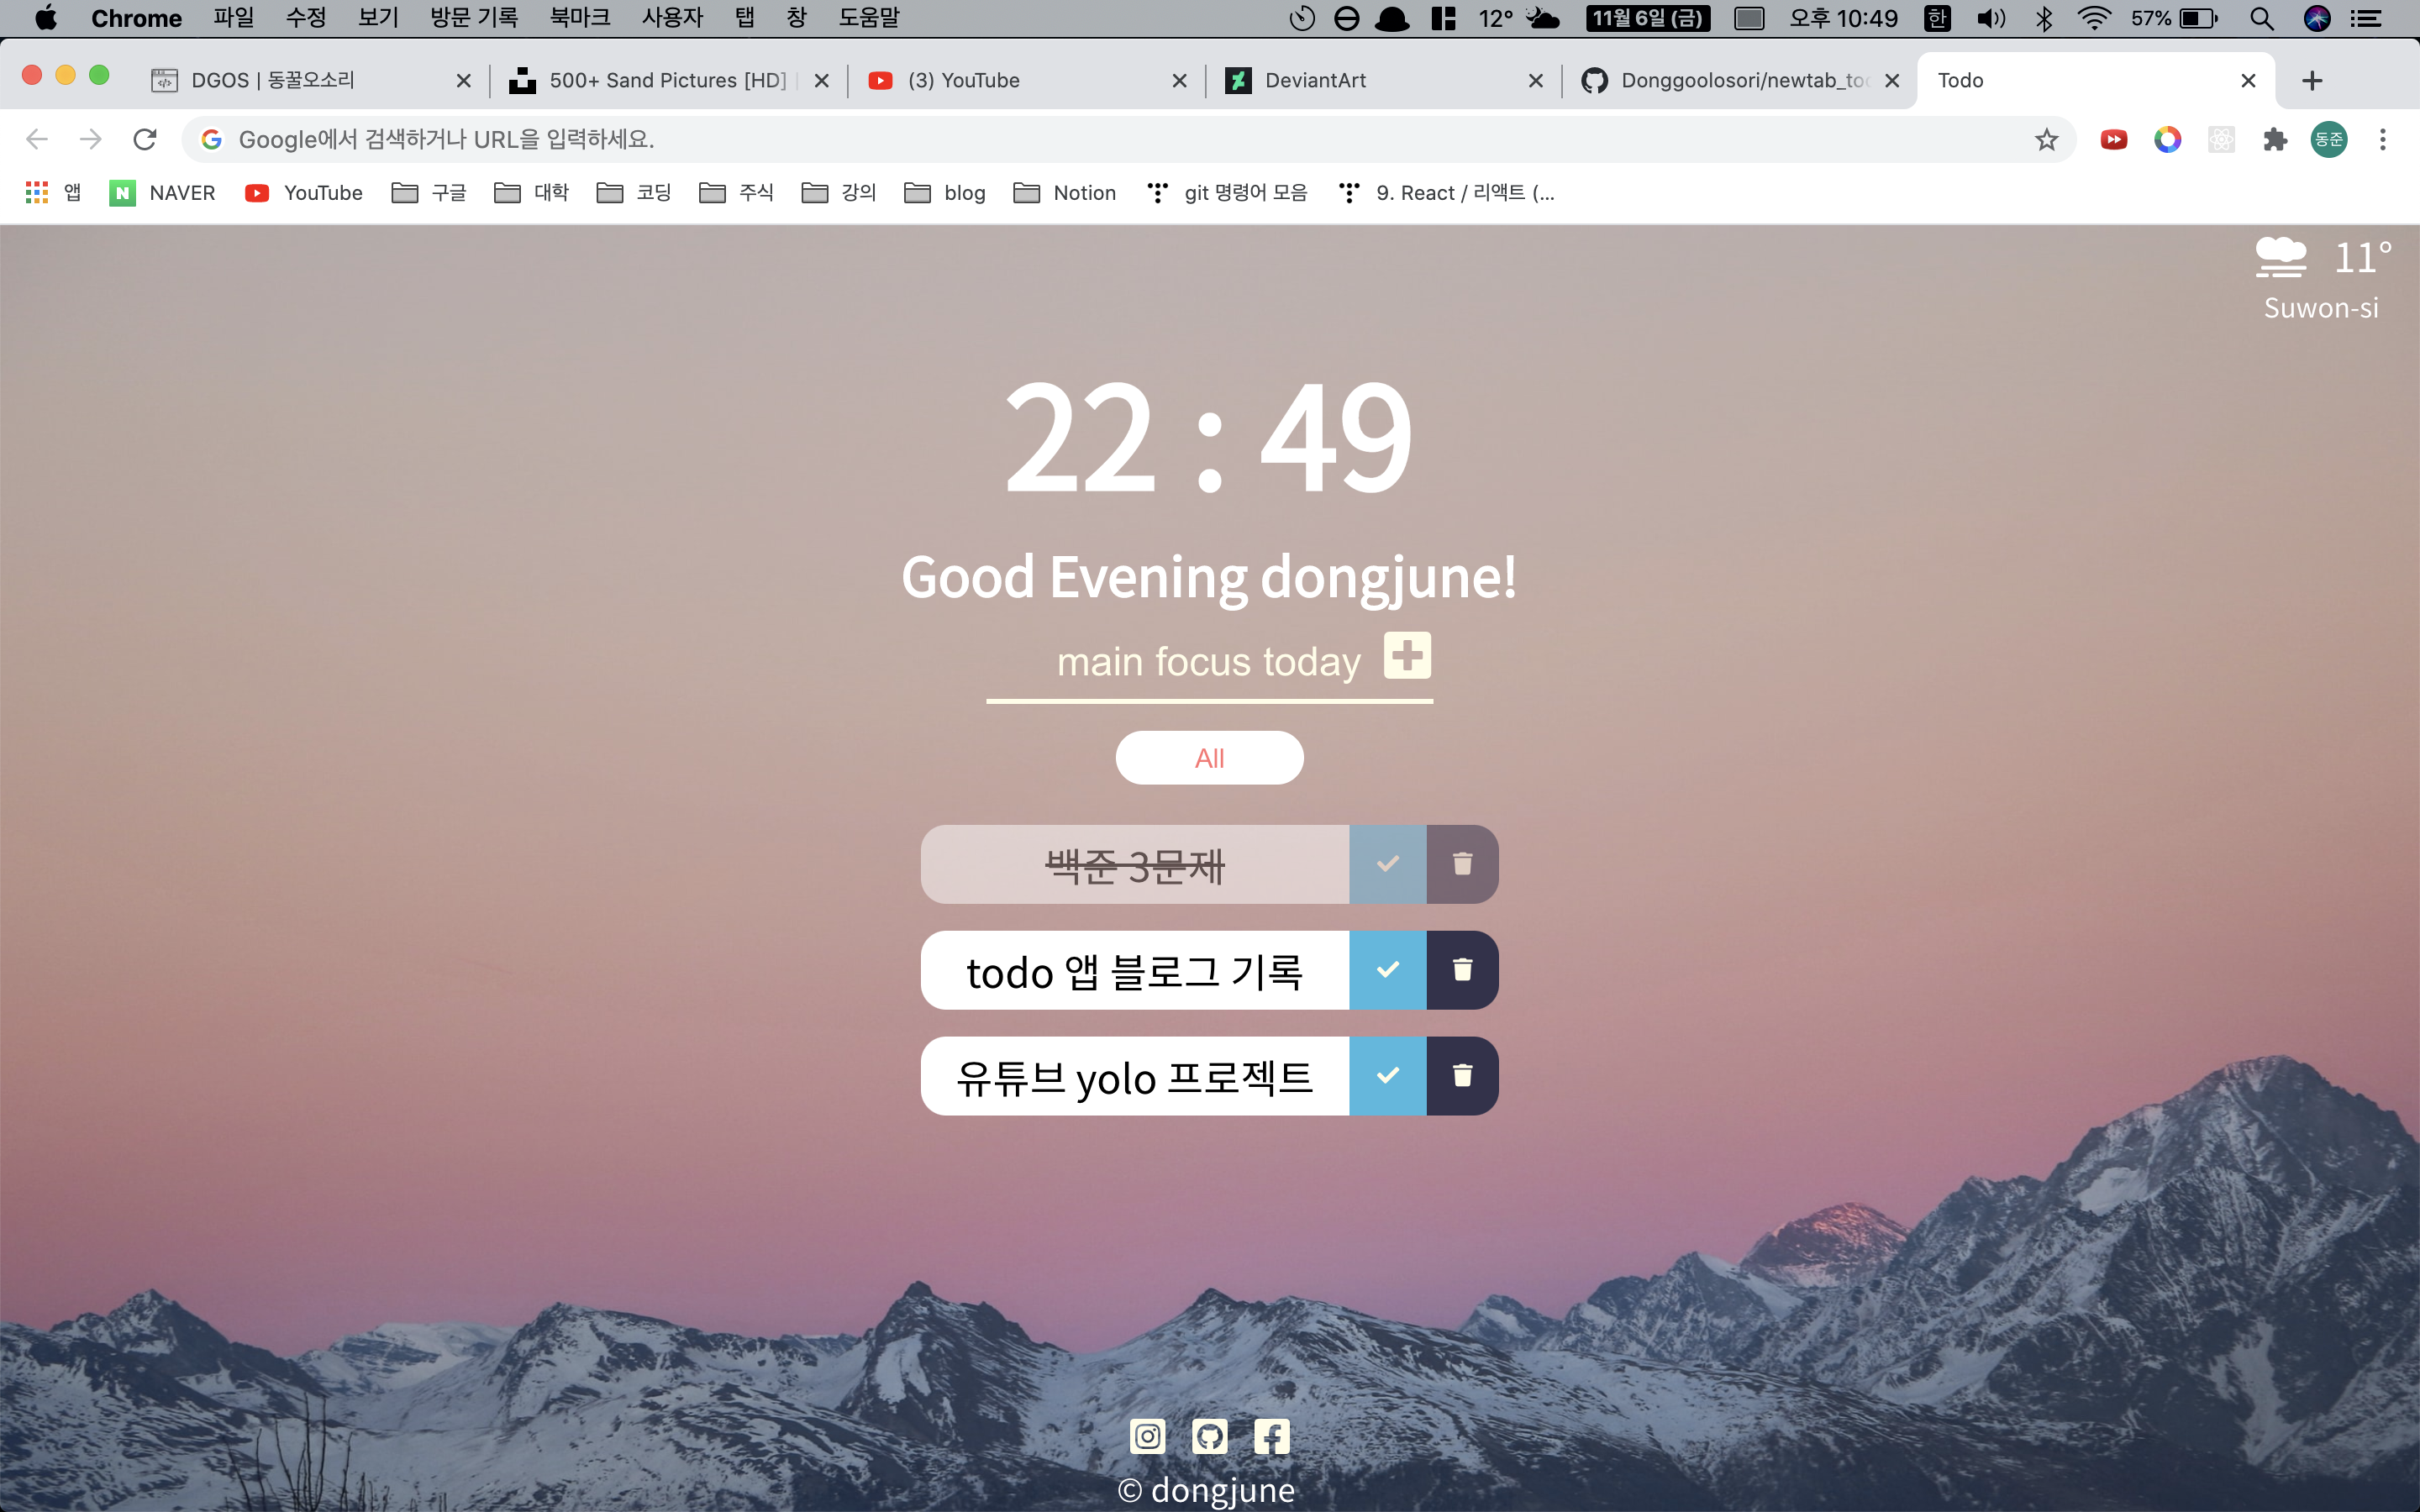 Chrome 파일 수정 보기 방문 기록 북마크 사용자 탭 창 도움말 12° 11월 6일 (금) 오후 10:49 한 57%
DGOS | 동꿀오소리 500+ Sand Pictures [HD] (3) YouTube DeviantArt Donggoolosori/newtab_to Todo
Google에서 검색하거나 URL을 입력하세요. 동준
앱 N NAVER YouTube 구글 대학 코딩 주식 강의 blog Notion git 명령어 모음 9. React / 리액트 (...
11°
Suwon-si
22 : 49
Good Evening dongjune!
main focus today
All
백준 3문제
todo 앱 블로그 기록
유튜브 yolo 프로젝트
© dongjune